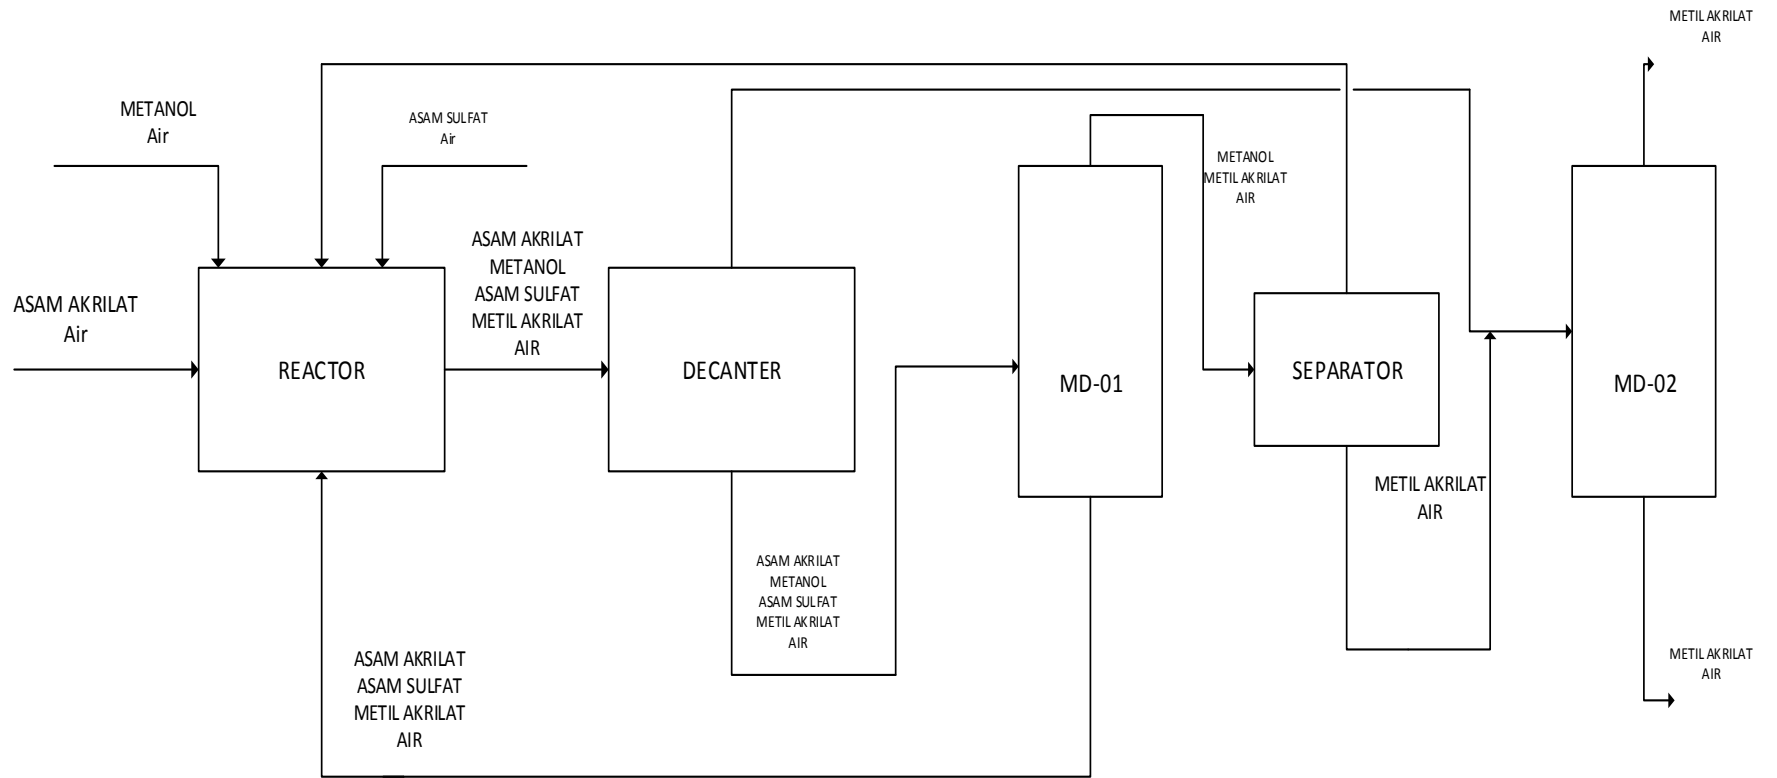 METIL AKRILAT
AIR
METANOL
Air
ASAM SULFAT
Air
METANOL
METIL AKRILAT
AIR
ASAM AKRILAT
METANOL
ASAM SULFAT
METIL AKRILAT
AIR
ASAM AKRILAT
Air
REACTOR
DECANTER
MD-01
SEPARATOR
MD-02
METIL AKRILAT
AIR
ASAM AKRILAT
METANOL
ASAM SULFAT
METIL AKRILAT
AIR
ASAM AKRILAT
ASAM SULFAT
METIL AKRILAT
AIR
METIL AKRILAT
AIR